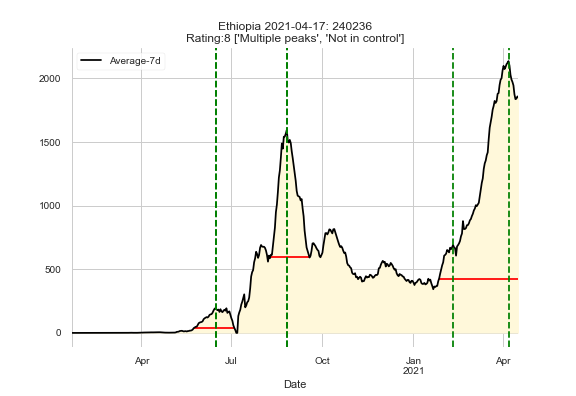 Ethiopia 2021-04-17: 240236
Rating:8 ['Multiple peaks', 'Not in control']
Average-7d
2000
1500
1000
500
0
Apr
Jul
Oct
Jan
2021
Apr
Date